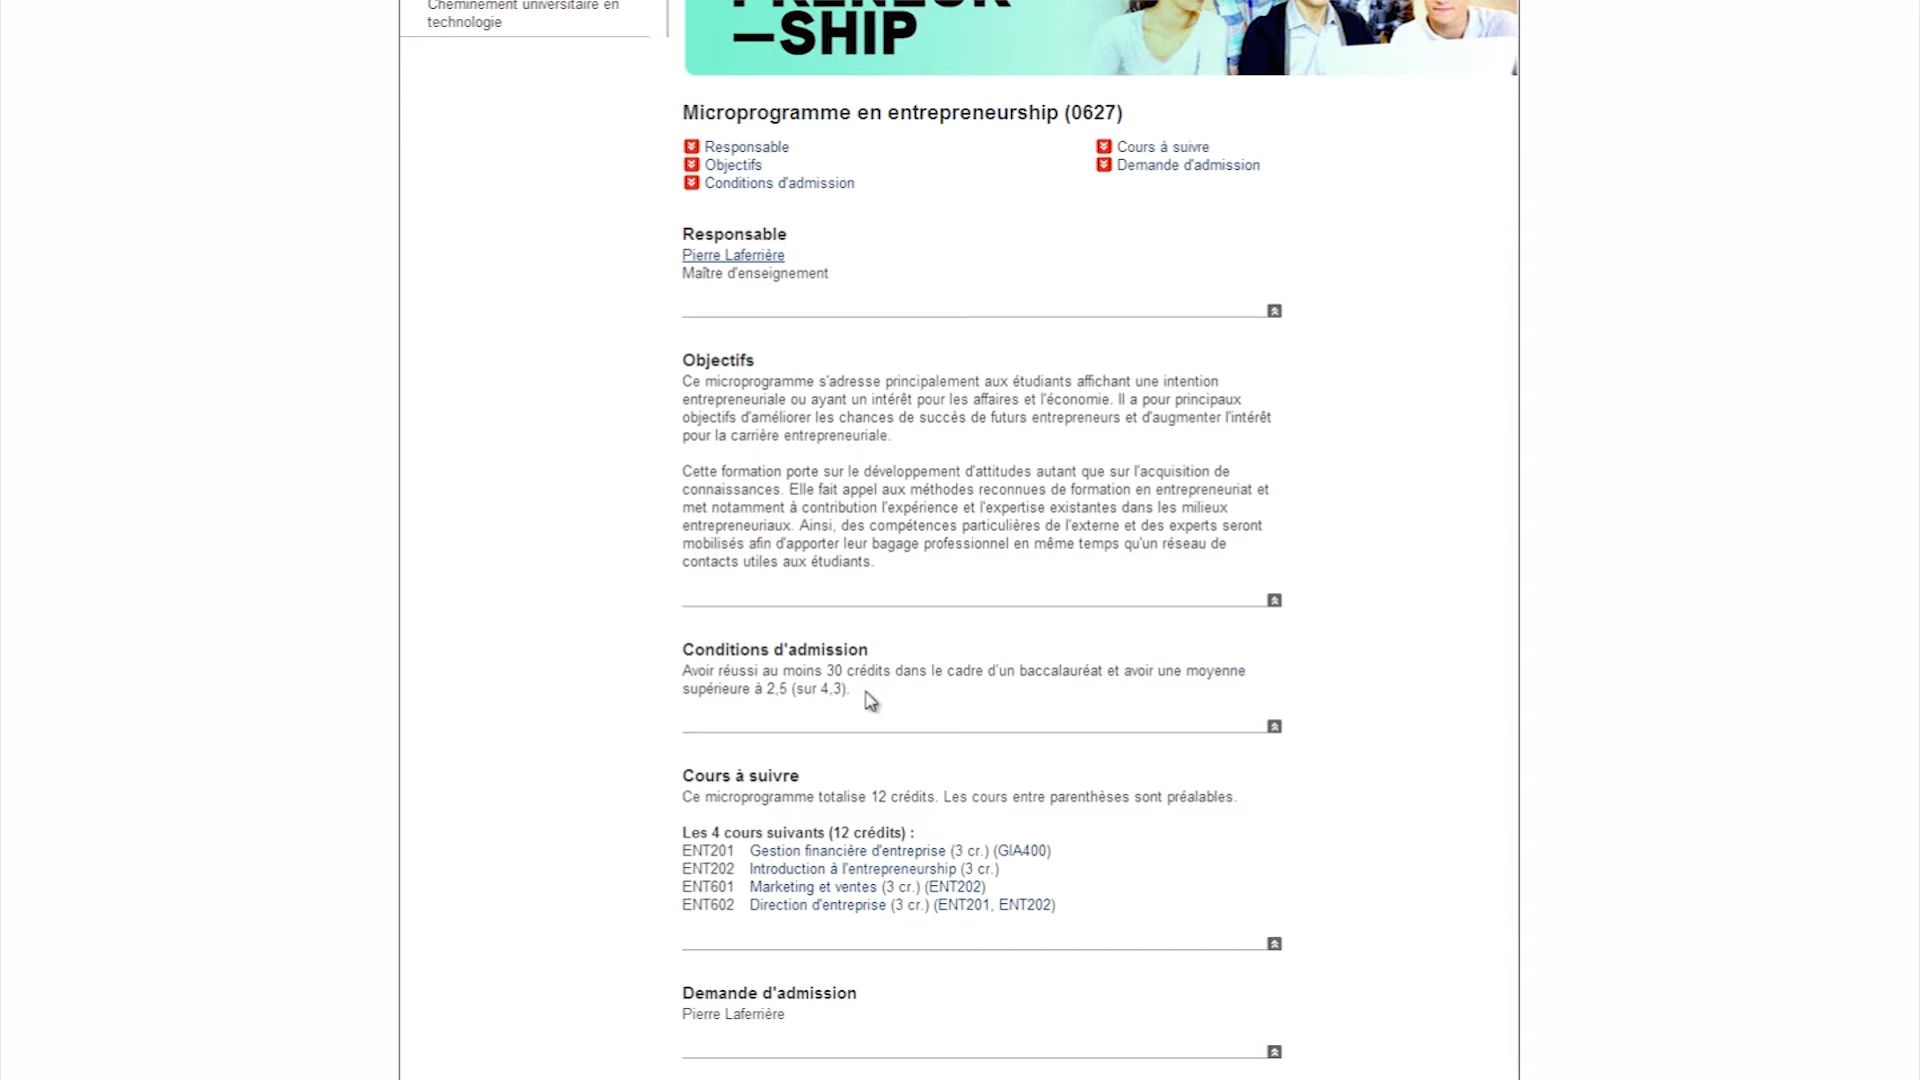 Cheminement universitaire en
technologie
PRENEUR
—SHIP
Microprogramme en entrepreneurship (0627)
Responsable
Objectifs
Conditions d'admission
Cours à suivre
Demande d'admission
Responsable
Pierre Laferrière
Maître d'enseignement
Objectifs
Ce microprogramme s'adresse principalement aux étudiants affichant une intention
entrepreneuriale ou ayant un intérêt pour les affaires et l'économie. Il a pour principaux
objectifs d'améliorer les chances de succès de futurs entrepreneurs et d'augmenter l'intérêt
pour la carrière entrepreneuriale.
Cette formation porte sur le développement d'attitudes autant que sur l'acquisition de
connaissances. Elle fait appel aux méthodes reconnues de formation en entrepreneuriat et
met notamment à contribution l'expérience et l'expertise existantes dans les milieux
entrepreneuriaux. Ainsi, des compétences particulières de l'externe et des experts seront
mobilisés afin d'apporter leur bagage professionnel en même temps qu'un réseau de
contacts utiles aux étudiants.
Conditions d'admission
Avoir réussi au moins 30 crédits dans le cadre d'un baccalauréat et avoir une moyenne
supérieure à 2,5 (sur 4,3).
Cours à suivre
Ce microprogramme totalise 12 crédits. Les cours entre parenthèses sont préalables.
Les 4 cours suivants (12 crédits) :
ENT201 Gestion financière d'entreprise (3 cr.) (GIA400)
ENT202 Introduction à l'entrepreneurship (3 cr.)
ENT601 Marketing et ventes (3 cr.) (ENT202)
ENT602 Direction d'entreprise (3 cr.) (ENT201, ENT202)
Demande d'admission
Pierre Laferrière